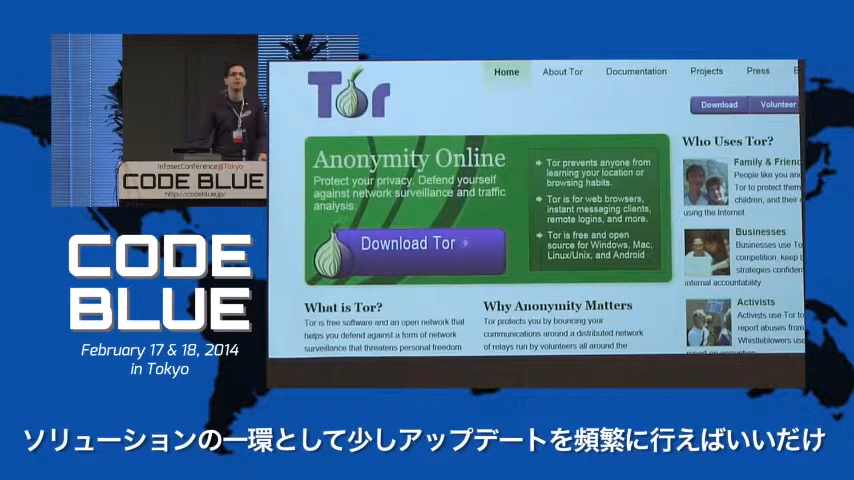 infosecConference@Tokyo
CODE BLUE
http://codeblue.jp/
CODE
BLUE
February 17 & 18, 2014
in Tokyo
Tor
Home About Tor Documentation Projects Press
Download Volunteer
Anonymity Online
Protect your privacy. Defend yourself
against network surveillance and traffic
analysis.
Download Tor
Tor prevents anyone from
learning your location or
browsing habits.
Tor is for web browsers,
instant messaging clients,
remote logins, and more.
Tor is free and open
source for Windows, Mac,
Linux/Unix, and Android
What is Tor?
Tor is free software and an open network that
helps you defend against a form of network
surveillance that threatens personal freedom
Why Anonymity Matters
Tor protects you by bouncing your
communications around a distributed network
of relays run by volunteers all around the
Who Uses Tor?
Family & Frien
People like you and
Tor to protect them
children, and their
using the Internet
Businesses
Businesses use To
competition, keep b
strategies confiden
internal accountability
Activists
Activists use Tor to
report abuses from
Whistleblowers use
report on corruption
ソリューションの一環として少しアップデートを頻繁に行えばいいだけ